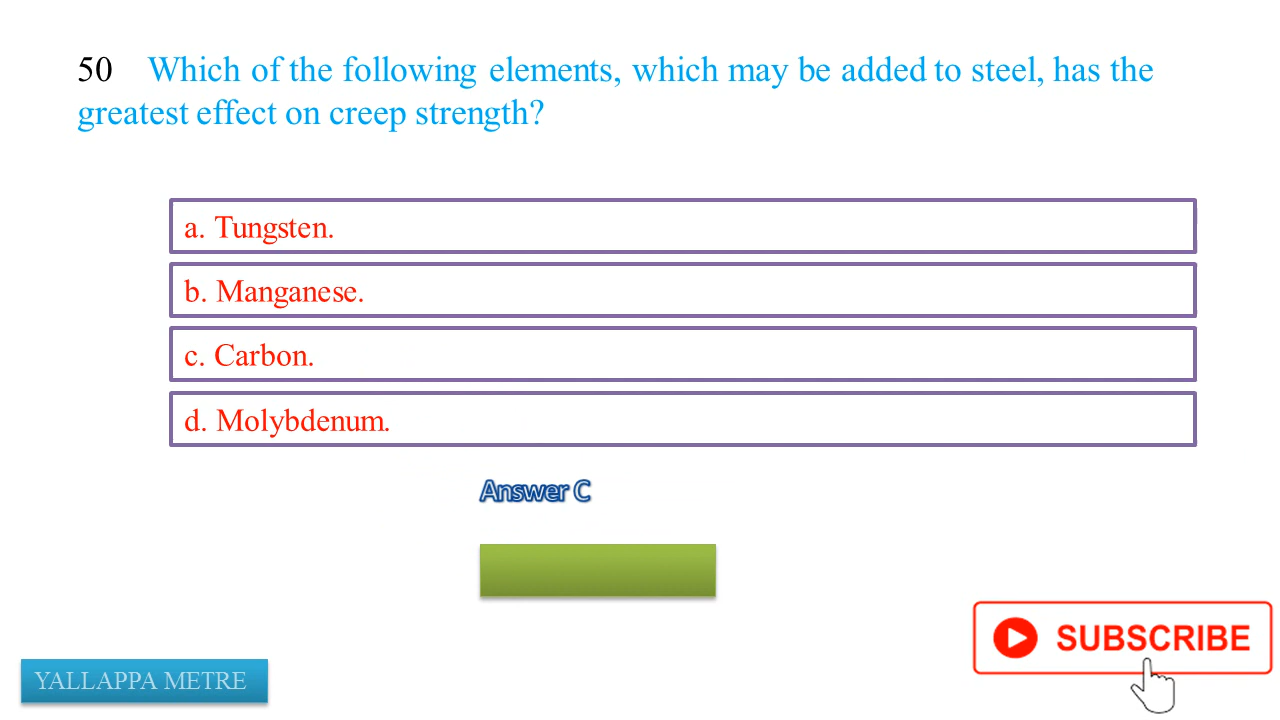 50 Which of the following elements, which may be added to steel, has the
greatest effect on creep strength?
a. Tungsten.
b. Manganese.
c. Carbon.
d. Molybdenum.
Answer C
SUBSCRIBE
YALLAPPA METRE